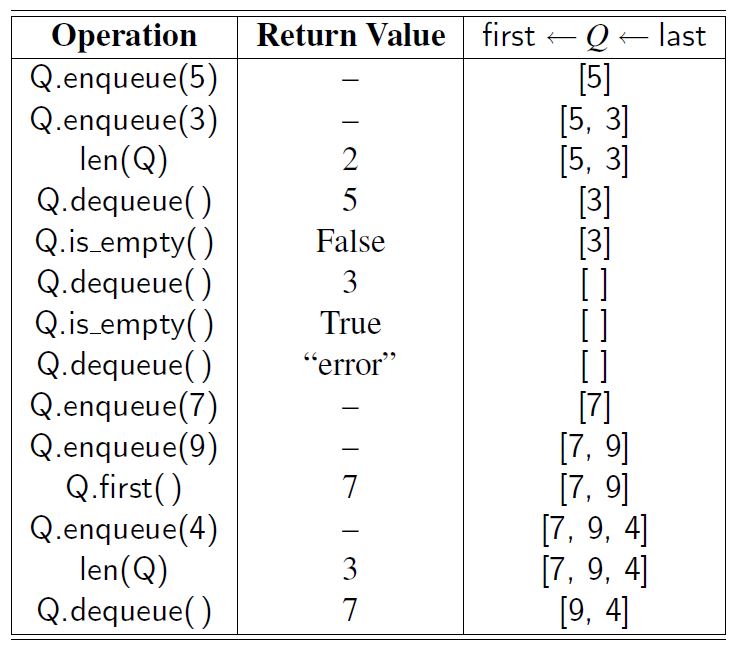 Operation Return Value first ← Q ← last
Q.enqueue(5) – [5]
Q.enqueue(3) – [5, 3]
len(Q) 2 [5, 3]
Q.dequeue( ) 5 [3]
Q.is_empty( ) False [3]
Q.dequeue( ) 3 [ ]
Q.is_empty( ) True [ ]
Q.dequeue( ) “error” [ ]
Q.enqueue(7) – [7]
Q.enqueue(9) – [7, 9]
Q.first( ) 7 [7, 9]
Q.enqueue(4) – [7, 9, 4]
len(Q) 3 [7, 9, 4]
Q.dequeue( ) 7 [9, 4]